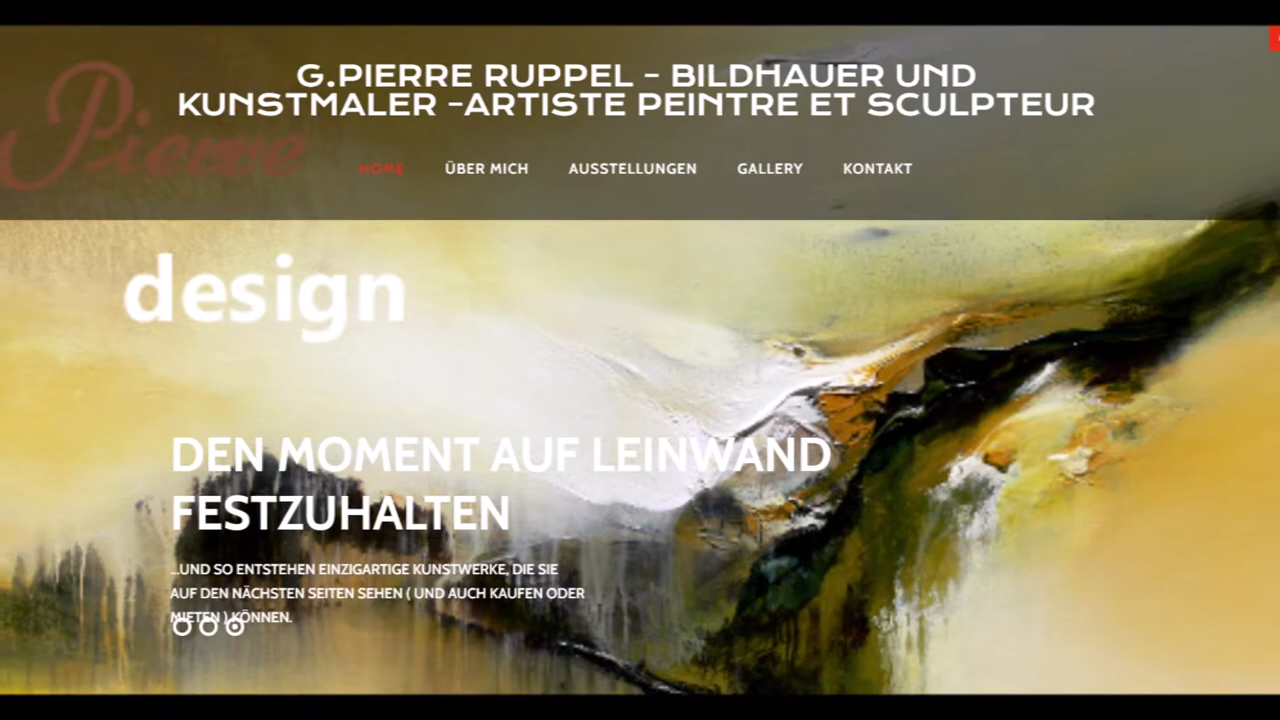 G.PIERRE RUPPEL - BILDHAUER UND
KUNSTMALER -ARTISTE PEINTRE ET SCULPTEUR
Pierre
HOME ÜBER MICH AUSSTELLUNGEN GALLERY KONTAKT
design
DEN MOMENT AUF LEINWAND
FESTZUHALTEN
...UND SO ENTSTEHEN EINZIGARTIGE KUNSTWERKE, DIE SIE
AUF DEN NÄCHSTEN SEITEN SEHEN ( UND AUCH KAUFEN ODER
MIETEN ) KÖNNEN.